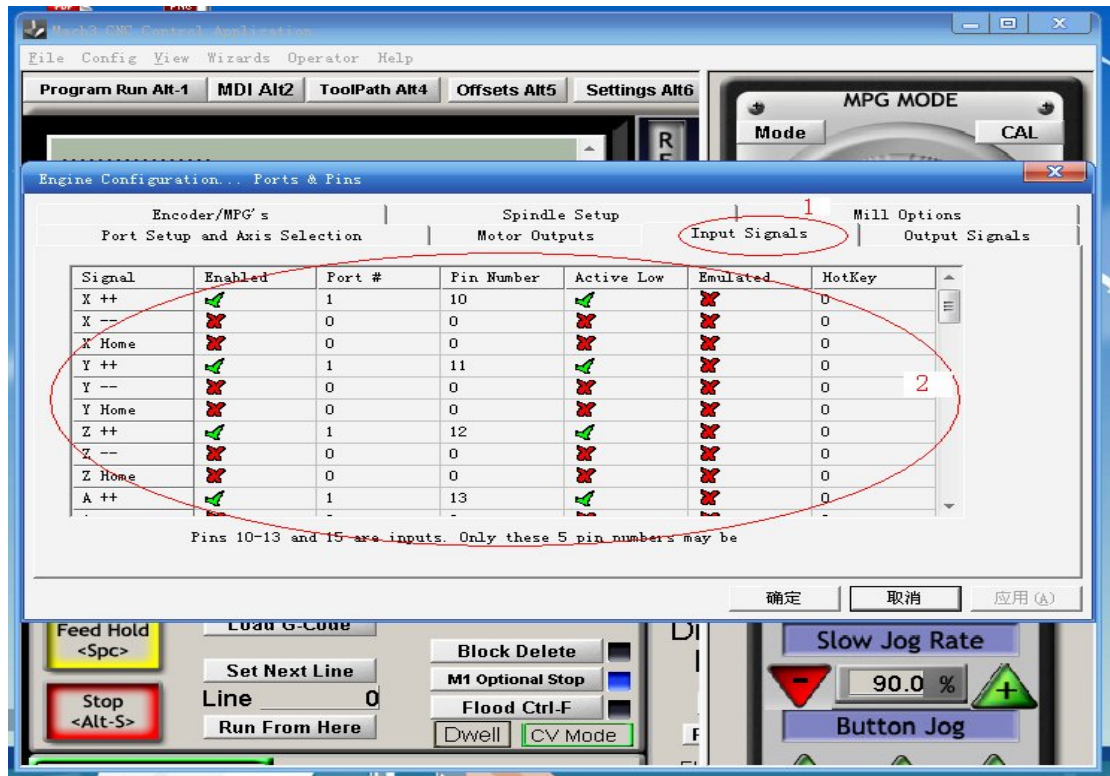 Mach3 CNC Control Application
File Config View Wizards Operator Help
Program Run Alt-1 MDI Alt2 ToolPath Alt4 Offsets Alt5 Settings Alt6
MPG MODE
Mode CAL
R
Engine Configuration... Ports & Pins
1
Encoder/MPG's Spindle Setup Mill Options
Port Setup and Axis Selection Motor Outputs Input Signals Output Signals
Signal Enabled Port # Pin Number Active Low Emulated HotKey
X ++ 1 10 0
X -- 0 0 0
X Home 0 0 0
Y ++ 1 11 0
Y -- 0 0 0
2
Y Home 0 0 0
Z ++ 1 12 0
Z -- 0 0 0
Z Home 0 0 0
A ++ 1 13 0
Pins 10-13 and 15 are inputs. Only these 5 pin numbers may be
确定 取消 应用(A)
Feed Hold
<Spc>
Load G-Code
Set Next Line
Line 0
Run From Here
Stop
<Alt-S>
Block Delete
M1 Optional Stop
Flood Ctrl-F
Dwell CV Mode
Slow Jog Rate
90.0 %
Button Jog